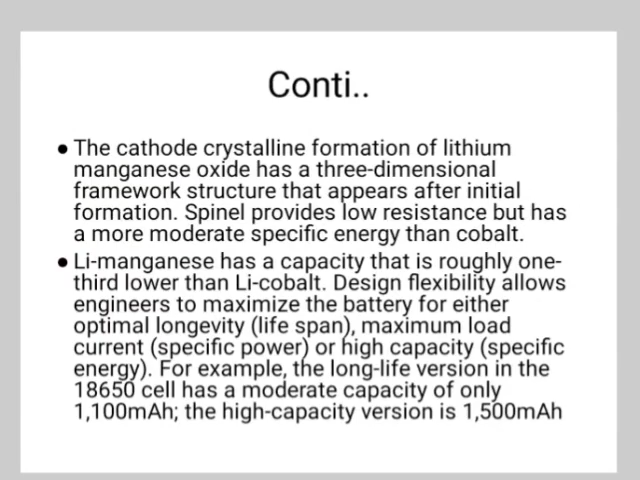 Conti..
● The cathode crystalline formation of lithium
manganese oxide has a three-dimensional
framework structure that appears after initial
formation. Spinel provides low resistance but has
a more moderate specific energy than cobalt.
● Li-manganese has a capacity that is roughly one-
third lower than Li-cobalt. Design flexibility allows
engineers to maximize the battery for either
optimal longevity (life span), maximum load
current (specific power) or high capacity (specific
energy). For example, the long-life version in the
18650 cell has a moderate capacity of only
1,100mAh; the high-capacity version is 1,500mAh